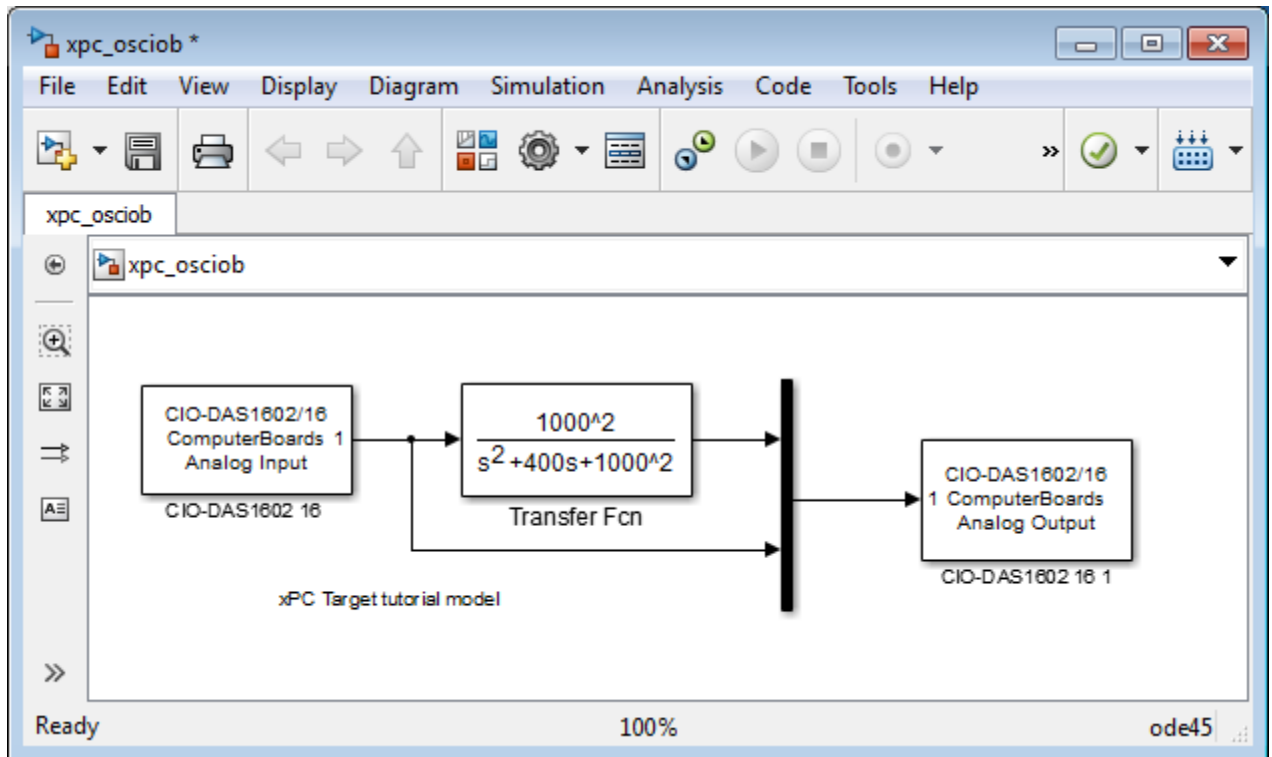 xpc_osciob *
File Edit View Display Diagram Simulation Analysis Code Tools Help
»
xpc_osciob
xpc_osciob
CIO-DAS1602/16
ComputerBoards 1
Analog Input
CIO-DAS1602 16
1000^2
s2+400s+1000^2
Transfer Fcn
CIO-DAS1602/16
1 ComputerBoards
Analog Output
CIO-DAS1602 16 1
xPC Target tutorial model
A
»
Ready 100% ode45